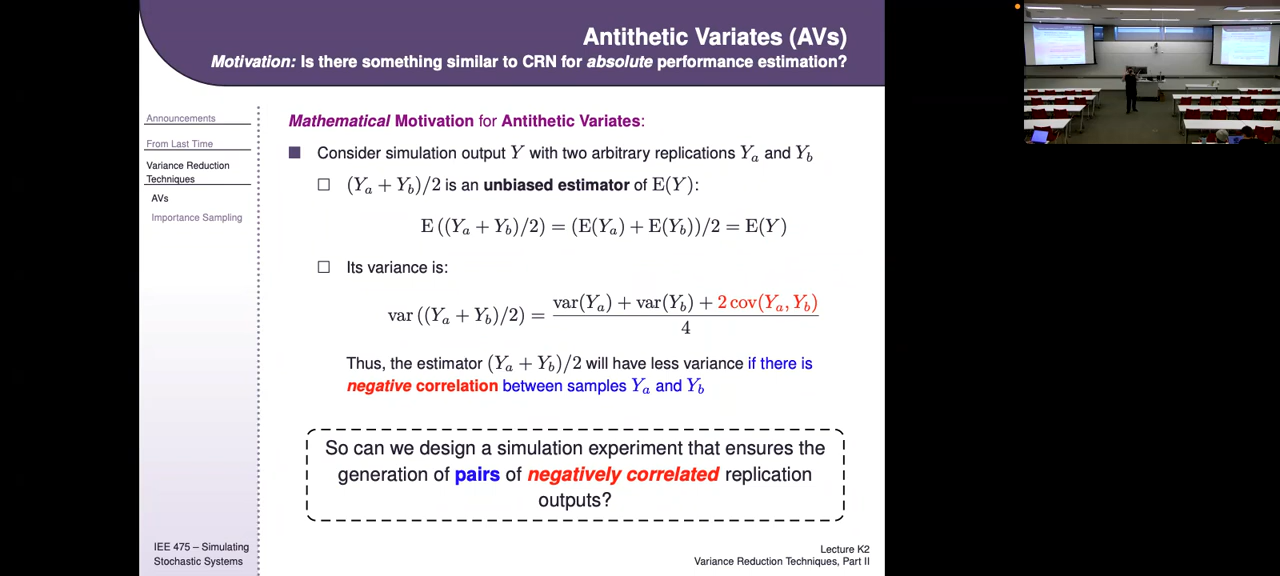 Antithetic Variates (AVs)
Motivation: Is there something similar to CRN for absolute performance estimation?
Announcements
From Last Time
Variance Reduction
Techniques
AVs
Importance Sampling
Mathematical Motivation for Antithetic Variates:
Consider simulation output Y with two arbitrary replications Y_a and Y_b
(Y_a + Y_b)/2 is an unbiased estimator of E(Y):
E((Y_a + Y_b)/2) = (E(Y_a) + E(Y_b))/2 = E(Y)
Its variance is:
var((Y_a + Y_b)/2) = (var(Y_a) + var(Y_b) + 2 cov(Y_a, Y_b))/4
Thus, the estimator (Y_a + Y_b)/2 will have less variance if there is
negative correlation between samples Y_a and Y_b
So can we design a simulation experiment that ensures the
generation of pairs of negatively correlated replication
outputs?
IEE 475 – Simulating
Stochastic Systems
Lecture K2
Variance Reduction Techniques, Part II